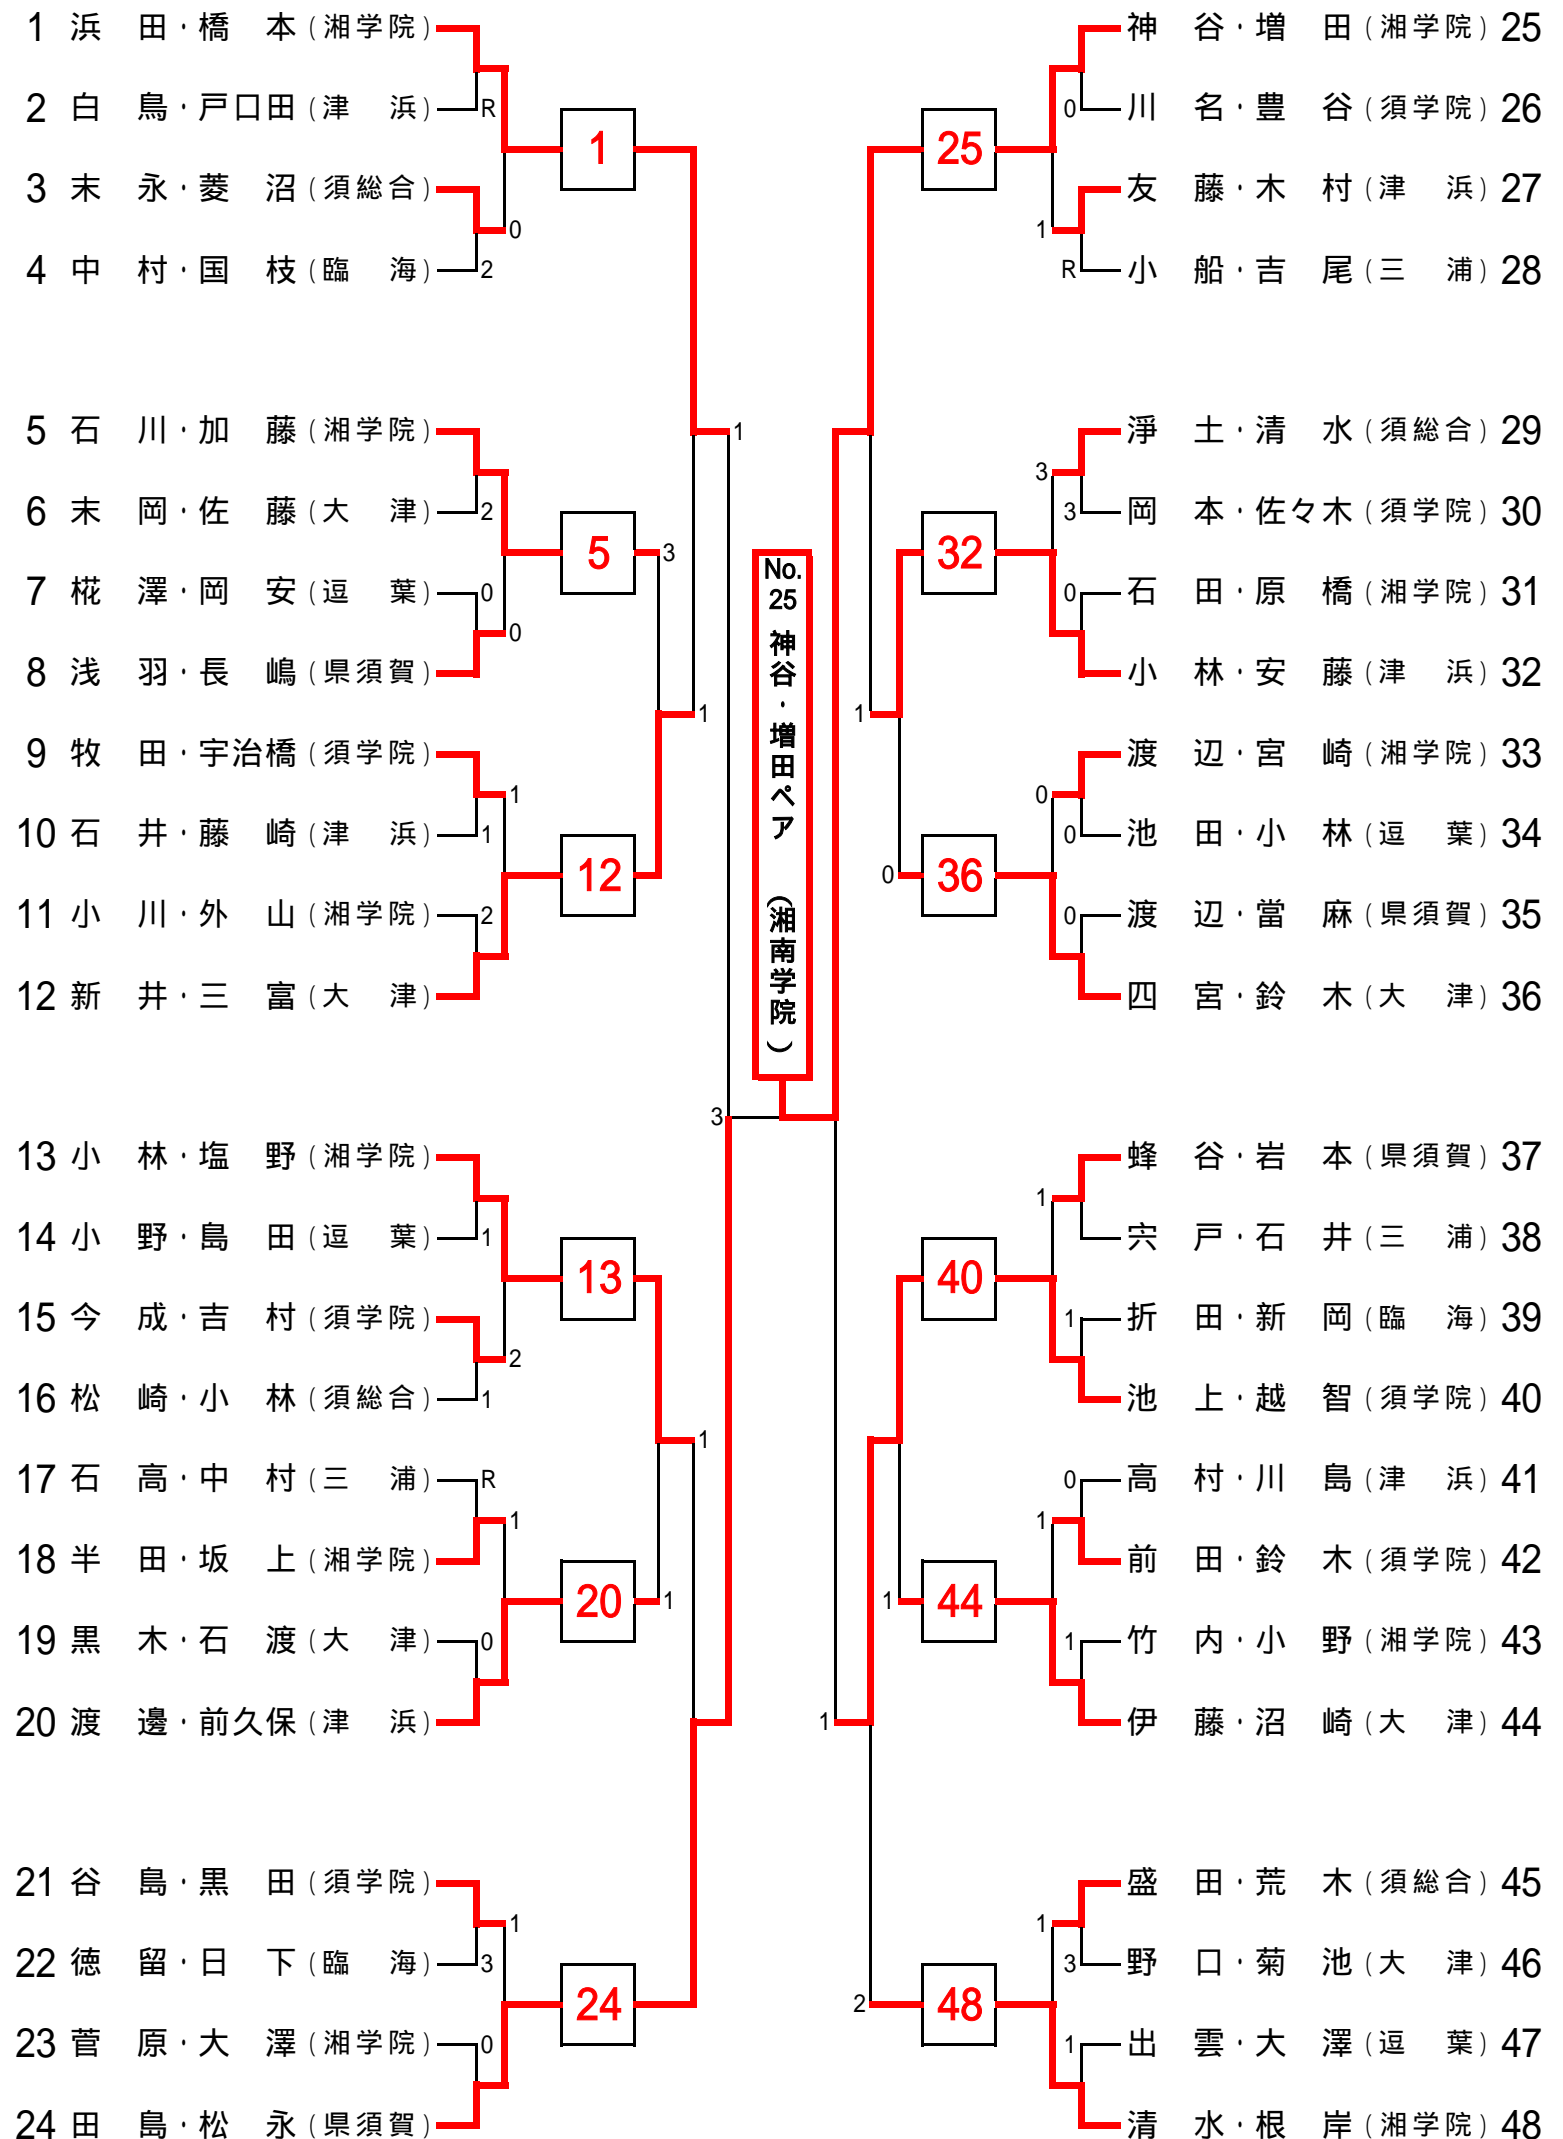 1 浜 田・橋 本(湘学院)
2 白 鳥・戸口田(津 浜)
R
1
3 末 永・菱 沼(須総合)
0
4 中 村・国 枝(臨 海)
2
1
5 石 川・加 藤(湘学院)
6 末 岡・佐 藤(大 津)
2
5
3
7 椛 澤・岡 安(逗 葉)
0
0
8 浅 羽・長 嶋(県須賀)
1
9 牧 田・宇治橋(須学院)
1
10 石 井・藤 崎(津 浜)
1
12
11 小 川・外 山(湘学院)
2
12 新 井・三 富(大 津)
3
13 小 林・塩 野(湘学院)
14 小 野・島 田(逗 葉)
1
13
15 今 成・吉 村(須学院)
2
16 松 崎・小 林(須総合)
1
1
17 石 高・中 村(三 浦)
R
1
18 半 田・坂 上(湘学院)
20
1
19 黒 木・石 渡(大 津)
0
20 渡 邊・前久保(津 浜)
21 谷 島・黒 田(須学院)
1
22 徳 留・日 下(臨 海)
3
24
23 菅 原・大 澤(湘学院)
0
24 田 島・松 永(県須賀)
No.
25
神谷・増田ペア (湘南学院)
神 谷・増 田(湘学院) 25
0
川 名・豊 谷(須学院) 26
25
友 藤・木 村(津 浜) 27
1
R
小 船・吉 尾(三 浦) 28
淨 土・清 水(須総合) 29
3
3
岡 本・佐々木(須学院) 30
32
0
石 田・原 橋(湘学院) 31
小 林・安 藤(津 浜) 32
1
渡 辺・宮 崎(湘学院) 33
0
0
池 田・小 林(逗 葉) 34
0
36
0
渡 辺・當 麻(県須賀) 35
四 宮・鈴 木(大 津) 36
蜂 谷・岩 本(県須賀) 37
1
宍 戸・石 井(三 浦) 38
40
1
折 田・新 岡(臨 海) 39
池 上・越 智(須学院) 40
0
高 村・川 島(津 浜) 41
1
前 田・鈴 木(須学院) 42
1
44
1
竹 内・小 野(湘学院) 43
伊 藤・沼 崎(大 津) 44
1
盛 田・荒 木(須総合) 45
1
3
野 口・菊 池(大 津) 46
2
48
1
出 雲・大 澤(逗 葉) 47
清 水・根 岸(湘学院) 48